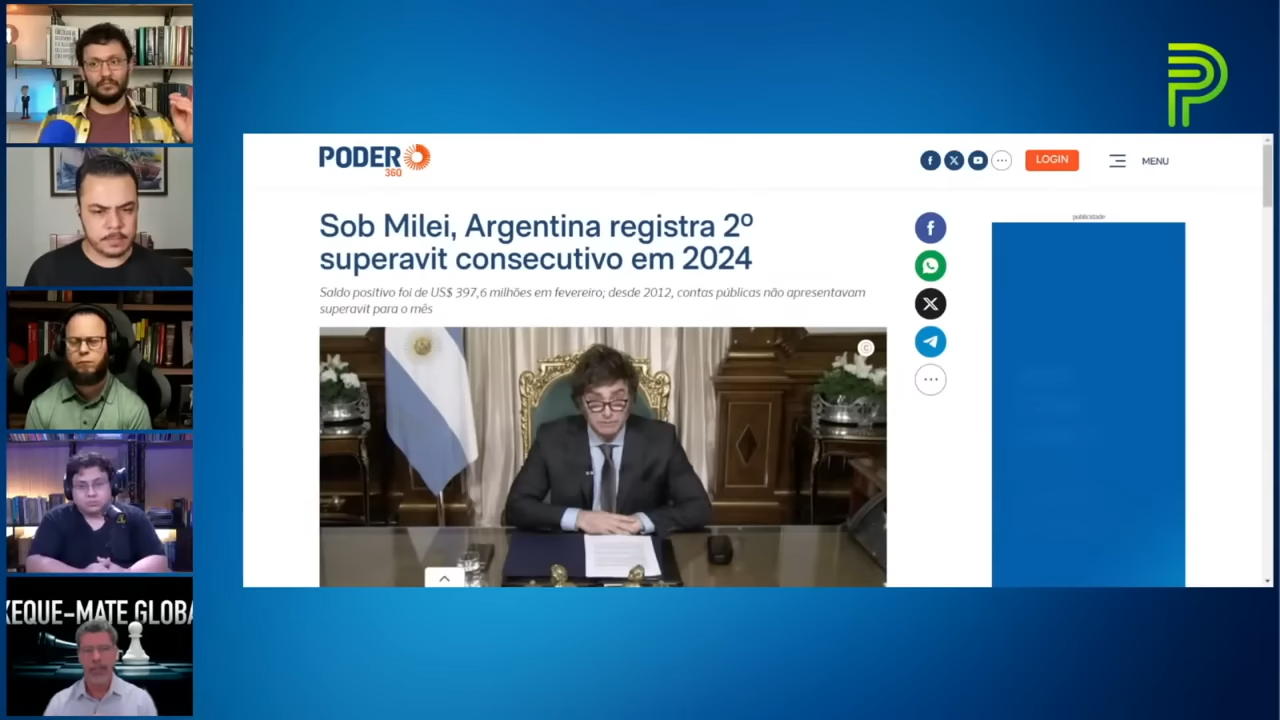 PODER
360
LOGIN
MENU
Sob Milei, Argentina registra 2º
superavit consecutivo em 2024
Saldo positivo foi de US$ 397,6 milhões em fevereiro; desde 2012, contas públicas não apresentavam
superavit para o mês
publicidade
XEQUE-MATE GLOBA